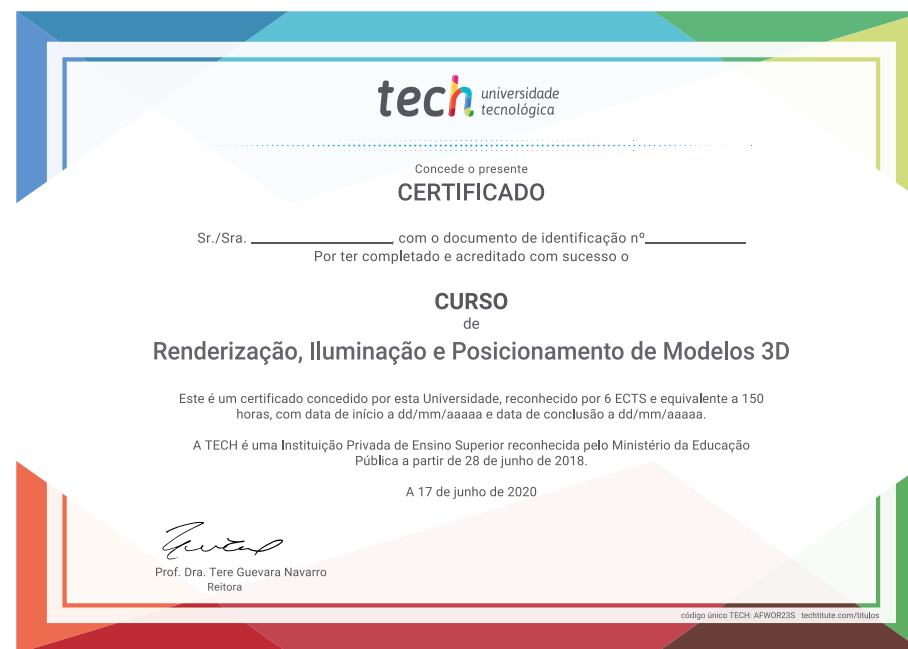 tech universidade
tecnológica
Concede o presente
CERTIFICADO
Sr./Sra. ____________________, com o documento de identificação nº______________
Por ter completado e acreditado com sucesso o
CURSO
de
Renderização, Iluminação e Posicionamento de Modelos 3D
Este é um certificado concedido por esta Universidade, reconhecido por 6 ECTS e equivalente a 150
horas, com data de início a dd/mm/aaaaa e data de conclusão a dd/mm/aaaaa.
A TECH é uma Instituição Privada de Ensino Superior reconhecida pelo Ministério da Educação
Pública a partir de 28 de junho de 2018.
A 17 de junho de 2020
Prof. Dra. Tere Guevara Navarro
Reitora
código único TECH: AFWOR23S techtitute.com/titulos